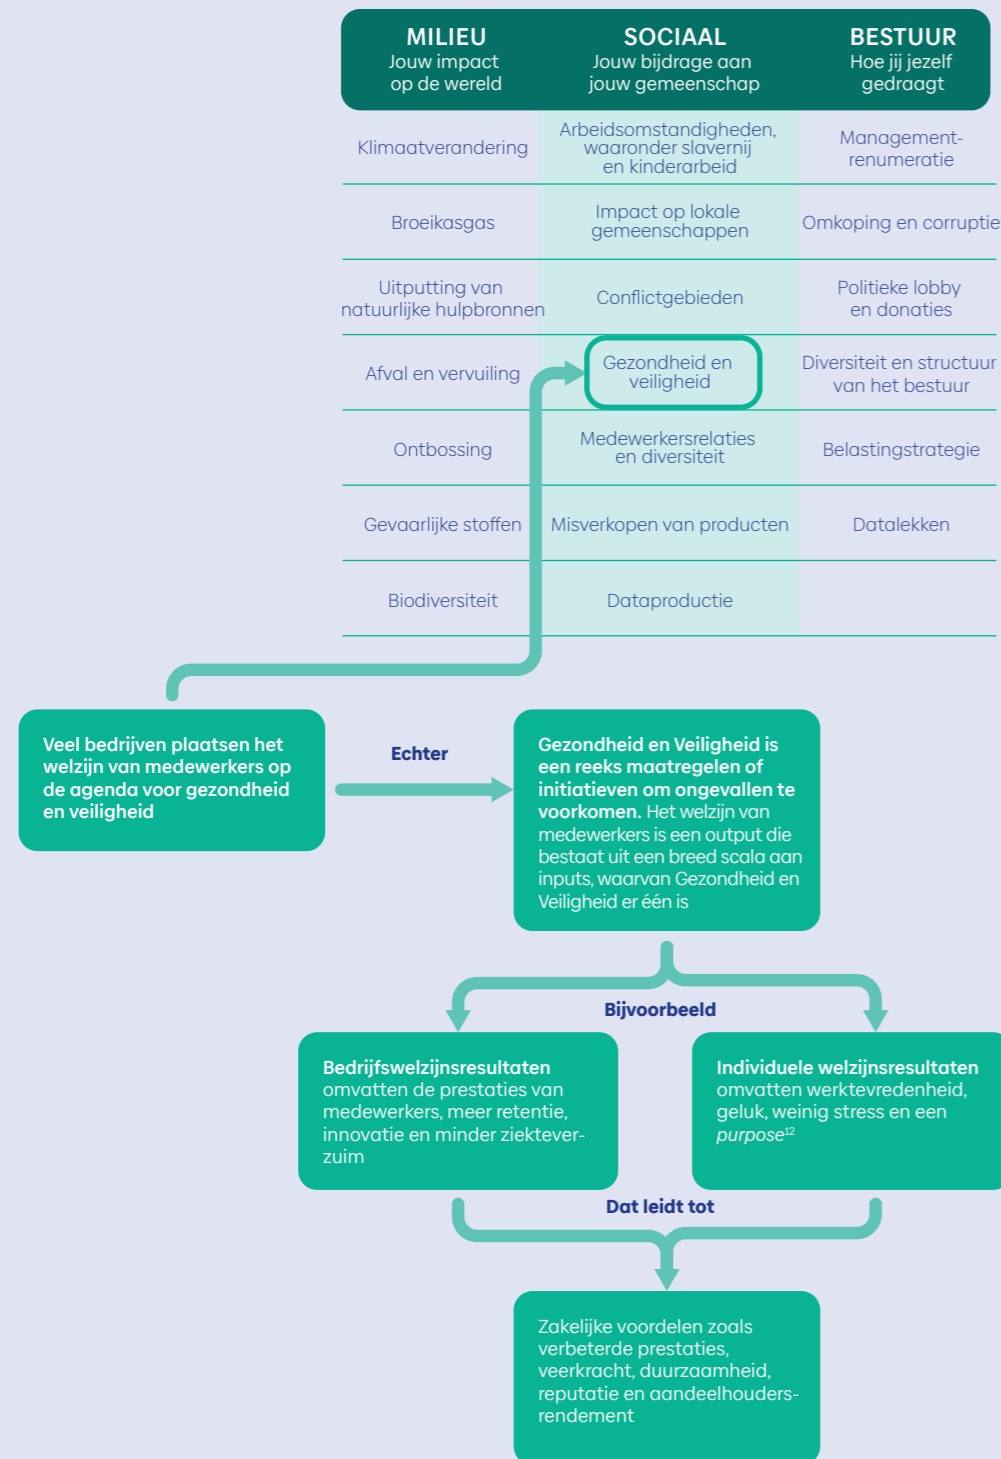 MILIEU
Jouw impact
op de wereld
SOCIAAL
Jouw bijdrage aan
jouw gemeenschap
BESTUUR
Hoe jij jezelf
gedraagt
Klimaatverandering
Arbeidsomstandigheden,
waaronder slavernij
en kinderarbeid
Management-
renumeratie
Broeikasgas
Impact op lokale
gemeenschappen
Omkoping en corruptie
Uitputting van
natuurlijke hulpbronnen
Conflictgebieden
Politieke lobby
en donaties
Afval en vervuiling
Gezondheid en
veiligheid
Diversiteit en structuur
van het bestuur
Ontbossing
Medewerkersrelaties
en diversiteit
Belastingstrategie
Gevaarlijke stoffen
Misverkopen van producten
Datalekken
Biodiversiteit
Dataproductie
Veel bedrijven plaatsen het
welzijn van medewerkers op
de agenda voor gezondheid
en veiligheid
Echter
Gezondheid en Veiligheid is
een reeks maatregelen of
initiatieven om ongevallen te
voorkomen. Het welzijn van
medewerkers is een output die
bestaat uit een breed scala aan
inputs, waarvan Gezondheid en
Veiligheid er één is
Bijvoorbeeld
Bedrijfswelzijnsresultaten
omvatten de prestaties van
medewerkers, meer retentie,
innovatie en minder ziektever-
zuim
Individuele welzijnsresultaten
omvatten werktevredenheid,
geluk, weinig stress en een
purpose¹²
Dat leidt tot
Zakelijke voordelen zoals
verbeterde prestaties,
veerkracht, duurzaamheid,
reputatie en aandeelhouders-
rendement